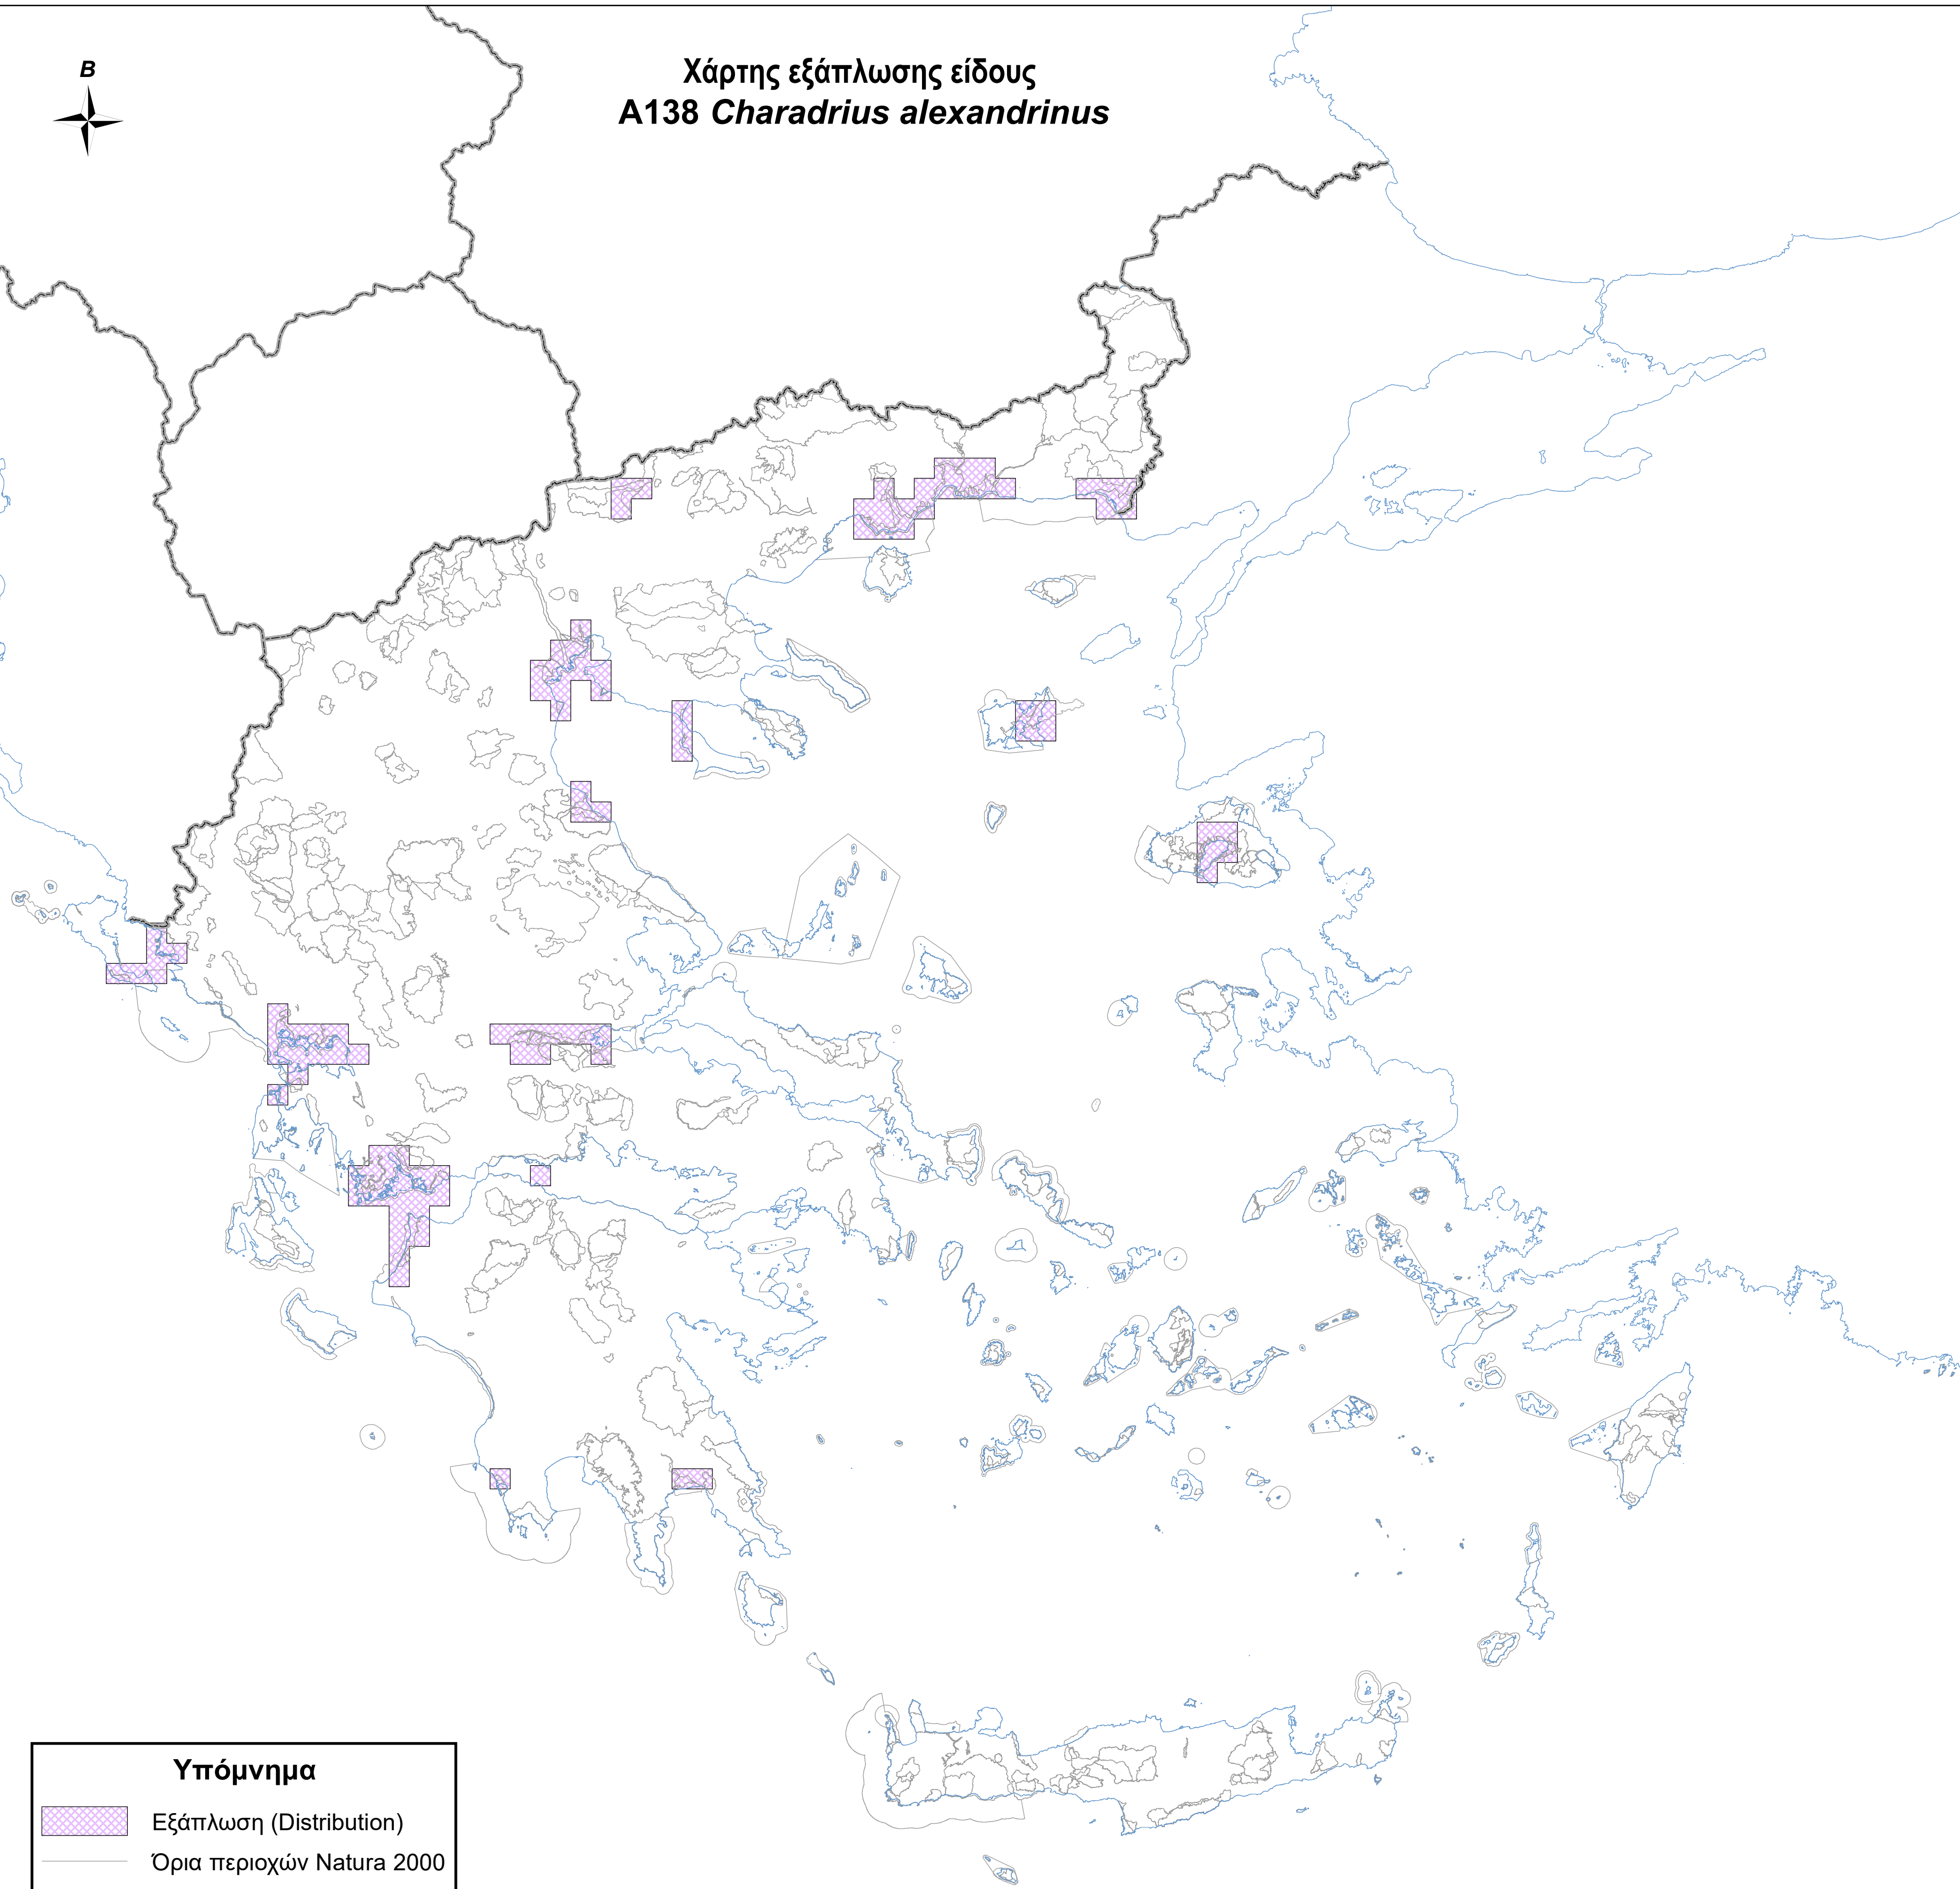 B
Χάρτης εξάπλωσης είδους
A138 Charadrius alexandrinus
Υπόμνημα
Εξάπλωση (Distribution)
Όρια περιοχών Natura 2000